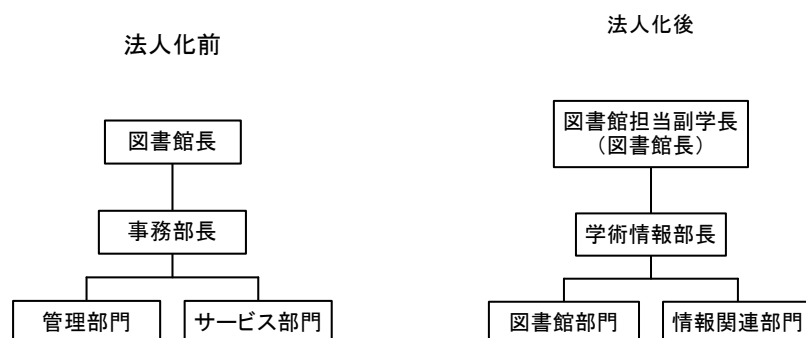 法人化前
図書館長
事務部長
管理部門
サービス部門
法人化後
図書館担当副学長
（図書館長）
学術情報部長
図書館部門
情報関連部門